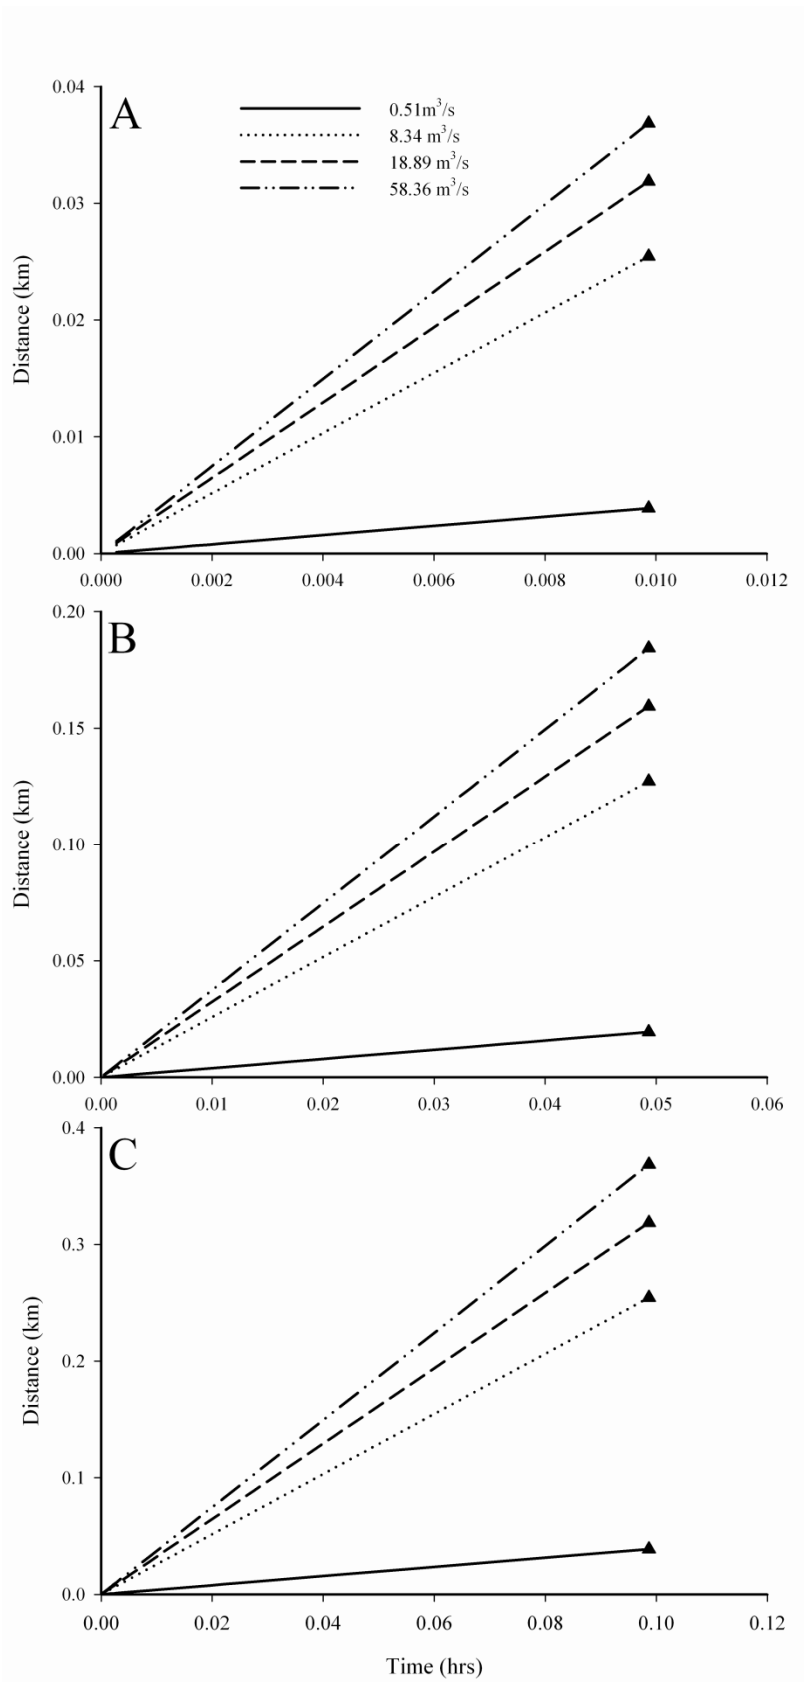 0.04
A
0.51m³/s
8.34 m³/s
18.89 m³/s
58.36 m³/s
0.03
Distance (km)
0.02
0.01
0.00
0.000 0.002 0.004 0.006 0.008 0.010 0.012
0.20
B
0.15
Distance (km)
0.10
0.05
0.00
0.00 0.01 0.02 0.03 0.04 0.05 0.06
0.4
C
0.3
Distance (km)
0.2
0.1
0.0
0.00 0.02 0.04 0.06 0.08 0.10 0.12
Time (hrs)